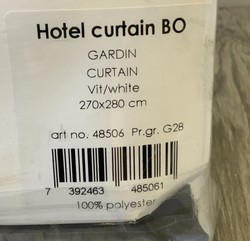 Hotel curtain BO
GARDIN
CURTAIN
Vit/white
270x280 cm
art no. 48506 Pr.gr. G28
7 392463 485061
100% polyester